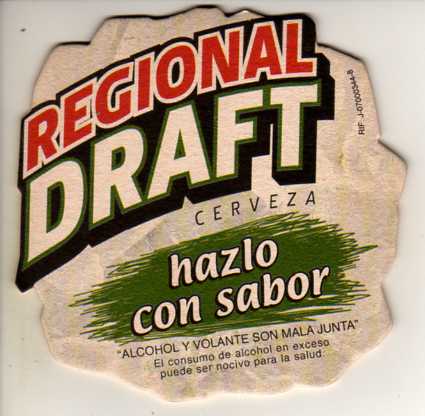 REGIONAL
DRAFT
CERVEZA
hazlo
con sabor
"ALCOHOL Y VOLANTE SON MALA JUNTA"
El consumo de alcohol en exceso
puede ser nocivo para la salud.
RIF. J-07000344-8